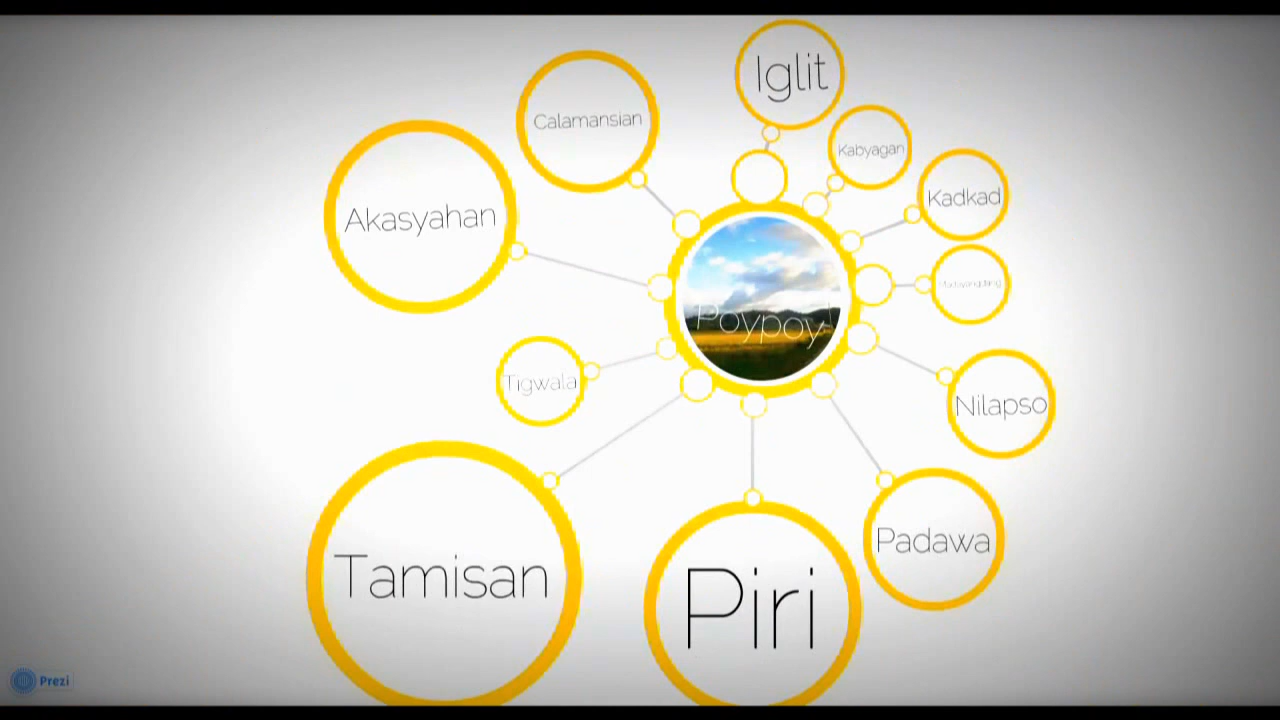 Iglit
Calamansian
Kabyagan
Kadkad
Akasyahan
Poypoy!
Tigwala
Nilapso
Padawa
Tamisan
Piri
Prezi